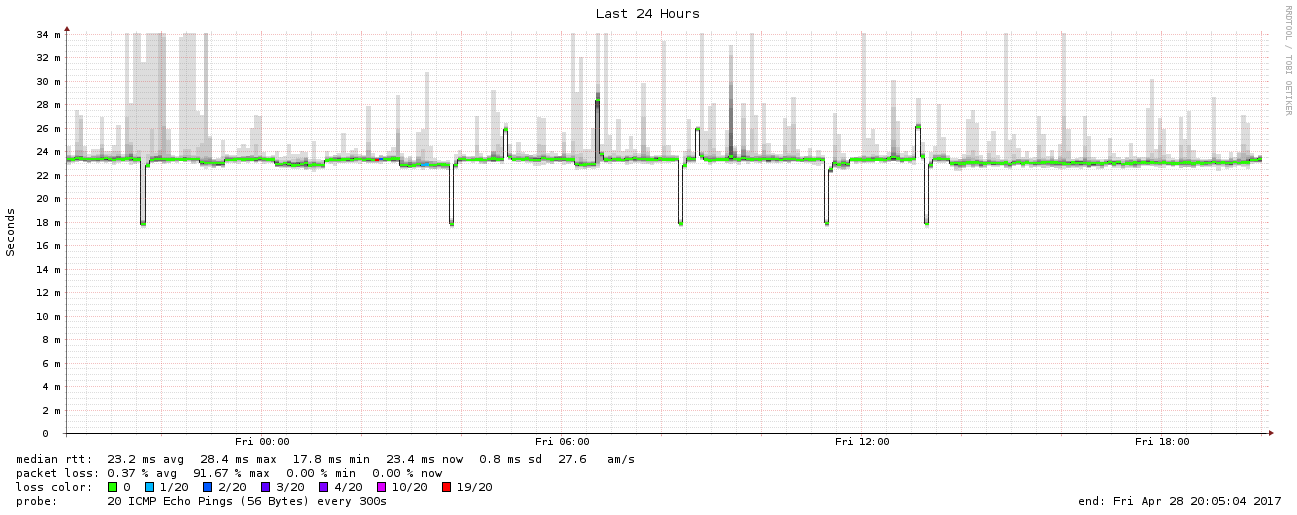 Last 24 Hours
RRDTOOL / TOBI OETIKER
Seconds
34 m
32 m
30 m
28 m
26 m
24 m
22 m
20 m
18 m
16 m
14 m
12 m
10 m
8 m
6 m
4 m
2 m
0
Fri 00:00 Fri 06:00 Fri 12:00 Fri 18:00
median rtt: 23.2 ms avg 28.4 ms max 17.8 ms min 23.4 ms now 0.8 ms sd 27.6 am/s
packet loss: 0.37 % avg 91.67 % max 0.00 % min 0.00 % now
loss color: 0 1/20 2/20 3/20 4/20 10/20 19/20
probe: 20 ICMP Echo Pings (56 Bytes) every 300s end: Fri Apr 28 20:05:04 2017